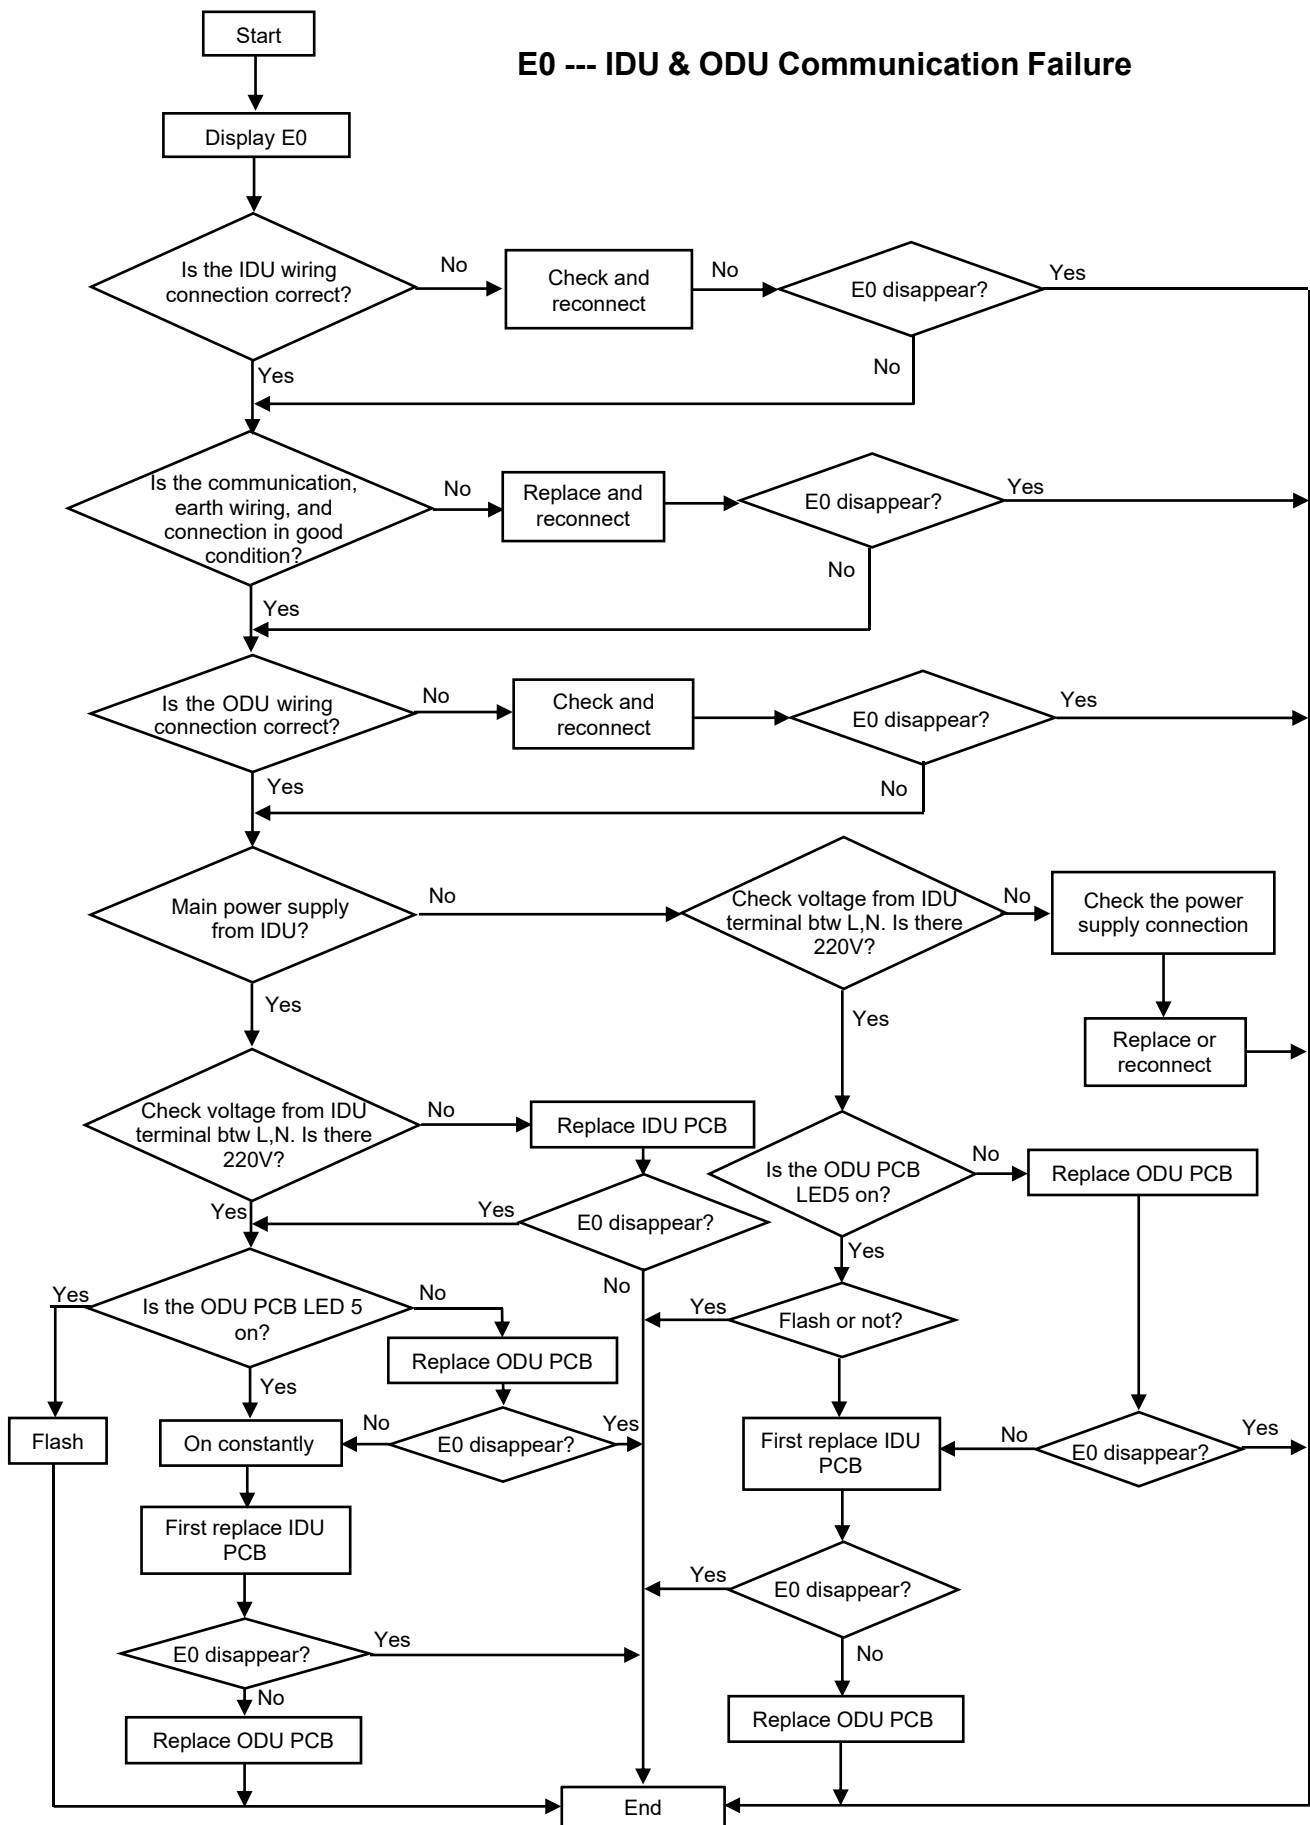 Start
E0 --- IDU & ODU Communication Failure
Display E0
Is the IDU wiring
connection correct?
No
Check and
reconnect
No
E0 disappear?
Yes
No
Yes
Is the communication,
earth wiring, and
connection in good
condition?
No
Replace and
reconnect
E0 disappear?
Yes
No
Yes
Is the ODU wiring
connection correct?
No
Check and
reconnect
E0 disappear?
Yes
No
Yes
Main power supply
from IDU?
No
Check voltage from IDU
terminal btw L,N. Is there
220V?
No
Check the power
supply connection
Yes
Yes
Replace or
reconnect
Check voltage from IDU
terminal btw L,N. Is there
220V?
No
Replace IDU PCB
Is the ODU PCB
LED5 on?
No
Replace ODU PCB
Yes
Yes
E0 disappear?
No
Yes
Yes
Is the ODU PCB LED 5
on?
No
Yes
Flash or not?
Replace ODU PCB
Yes
Flash
On constantly
No
E0 disappear?
Yes
First replace IDU
PCB
No
E0 disappear?
Yes
First replace IDU
PCB
Yes
E0 disappear?
E0 disappear?
Yes
No
No
Replace ODU PCB
Replace ODU PCB
End